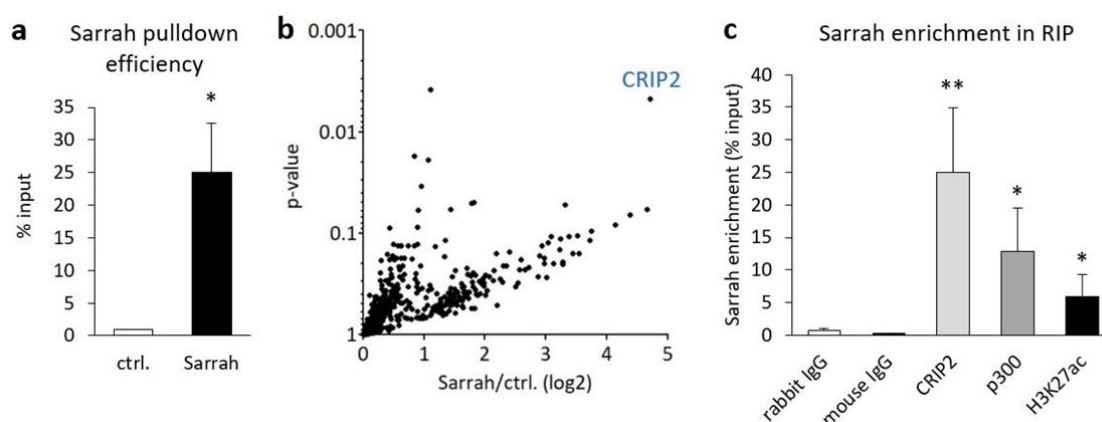 a
Sarrah pulldown
efficiency
*
35
30
25
20
15
10
5
0
% input
ctrl.
Sarrah
b
0.001
0.01
0.1
1
p-value
CRIP2
0
1
2
3
4
5
Sarrah/ctrl. (log2)
c
Sarrah enrichment in RIP
40
35
30
25
20
15
10
5
0
Sarrah enrichment (% input)
**
*
*
rabbit IgG
mouse IgG
CRIP2
p300
H3K27ac